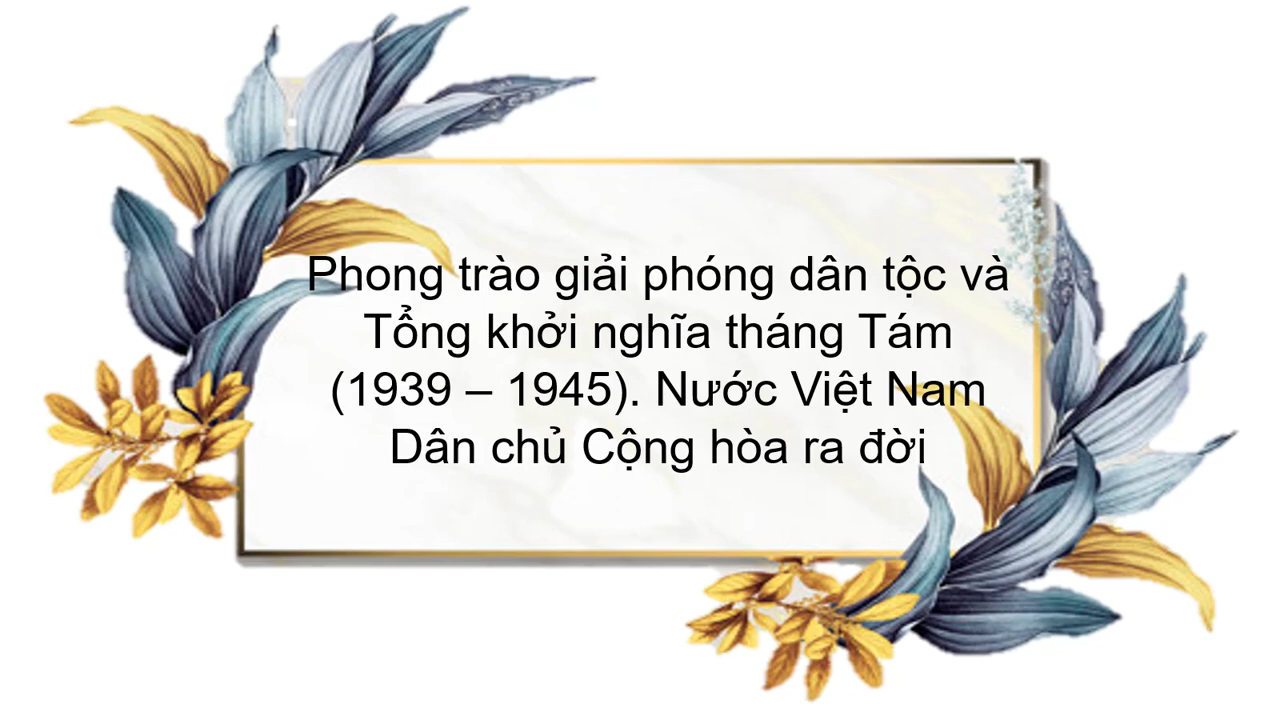 Phong trào giải phóng dân tộc và
Tổng khởi nghĩa tháng Tám
(1939 – 1945). Nước Việt Nam
Dân chủ Cộng hòa ra đời